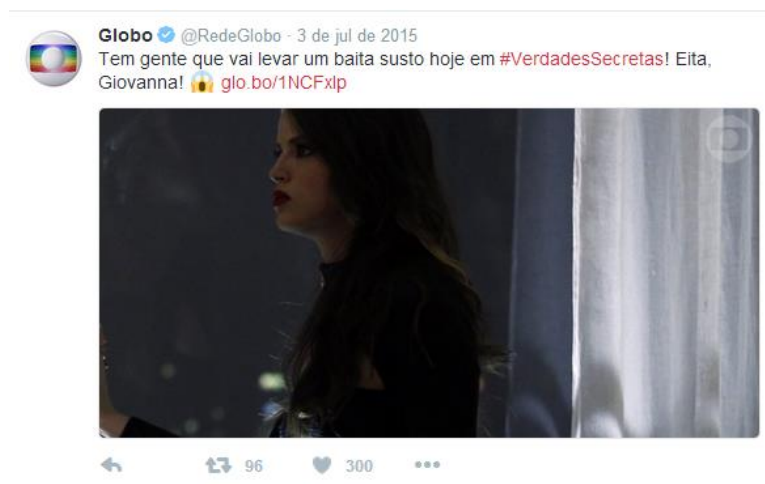 Globo @RedeGlobo · 3 de jul de 2015
Tem gente que vai levar um baita susto hoje em #VerdadesSecretas! Eita,
Giovanna! 😱 glo.bo/1NCFxlp
96 300